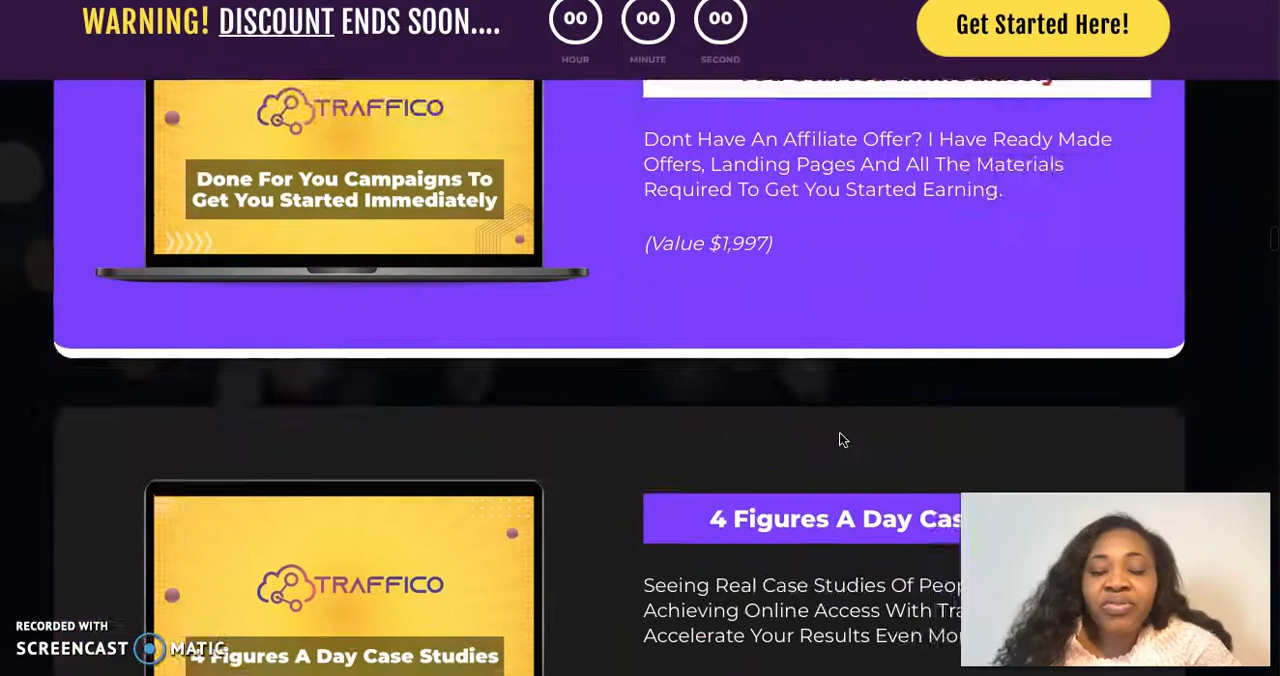 WARNING! DISCOUNT ENDS SOON....
00 00 00
HOUR MINUTE SECOND
Get Started Here!
TRAFFICO
Done For You Campaigns To
Get You Started Immediately
Dont Have An Affiliate Offer? I Have Ready Made
Offers, Landing Pages And All The Materials
Required To Get You Started Earning.
(Value $1,997)
TRAFFICO
4 Figures A Day Case Studies
4 Figures A Day Cas
Seeing Real Case Studies Of Peop
Achieving Online Access With Tra
Accelerate Your Results Even Mo
RECORDED WITH
SCREENCAST MATIC